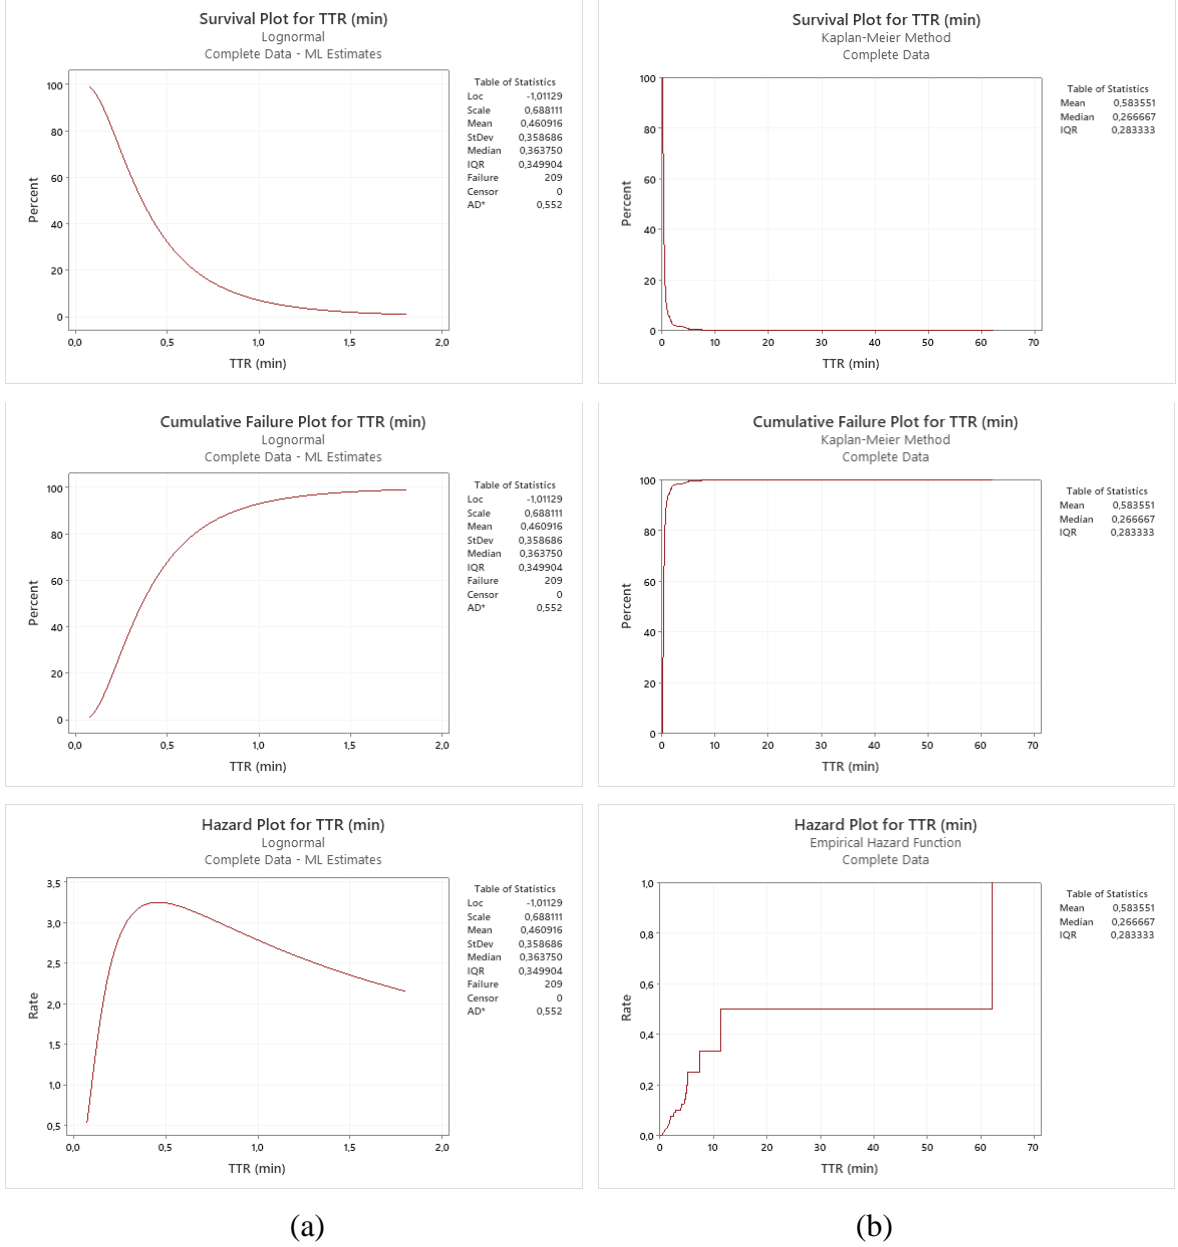 Survival Plot for TTR (min)
Lognormal
Complete Data - ML Estimates
100
80
60
40
20
0
Percent
0,0 0,5 1,0 1,5 2,0
TTR (min)
Table of Statistics
Loc -1,01129
Scale 0,688111
Mean 0,460916
StDev 0,358686
Median 0,363750
IQR 0,349904
Failure 209
Censor 0
AD* 0,552
Survival Plot for TTR (min)
Kaplan-Meier Method
Complete Data
100
80
60
40
20
0
Percent
0 10 20 30 40 50 60 70
TTR (min)
Table of Statistics
Mean 0,583551
Median 0,266667
IQR 0,283333
Cumulative Failure Plot for TTR (min)
Lognormal
Complete Data - ML Estimates
100
80
60
40
20
0
Percent
0,0 0,5 1,0 1,5 2,0
TTR (min)
Table of Statistics
Loc -1,01129
Scale 0,688111
Mean 0,460916
StDev 0,358686
Median 0,363750
IQR 0,349904
Failure 209
Censor 0
AD* 0,552
Cumulative Failure Plot for TTR (min)
Kaplan-Meier Method
Complete Data
100
80
60
40
20
0
Percent
0 10 20 30 40 50 60 70
TTR (min)
Table of Statistics
Mean 0,583551
Median 0,266667
IQR 0,283333
Hazard Plot for TTR (min)
Lognormal
Complete Data - ML Estimates
3,5
3,0
2,5
2,0
1,5
1,0
0,5
Rate
0,0 0,5 1,0 1,5 2,0
TTR (min)
Table of Statistics
Loc -1,01129
Scale 0,688111
Mean 0,460916
StDev 0,358686
Median 0,363750
IQR 0,349904
Failure 209
Censor 0
AD* 0,552
Hazard Plot for TTR (min)
Empirical Hazard Function
Complete Data
1,0
0,8
0,6
0,4
0,2
0,0
Rate
0 10 20 30 40 50 60 70
TTR (min)
Table of Statistics
Mean 0,583551
Median 0,266667
IQR 0,283333
(a)
(b)